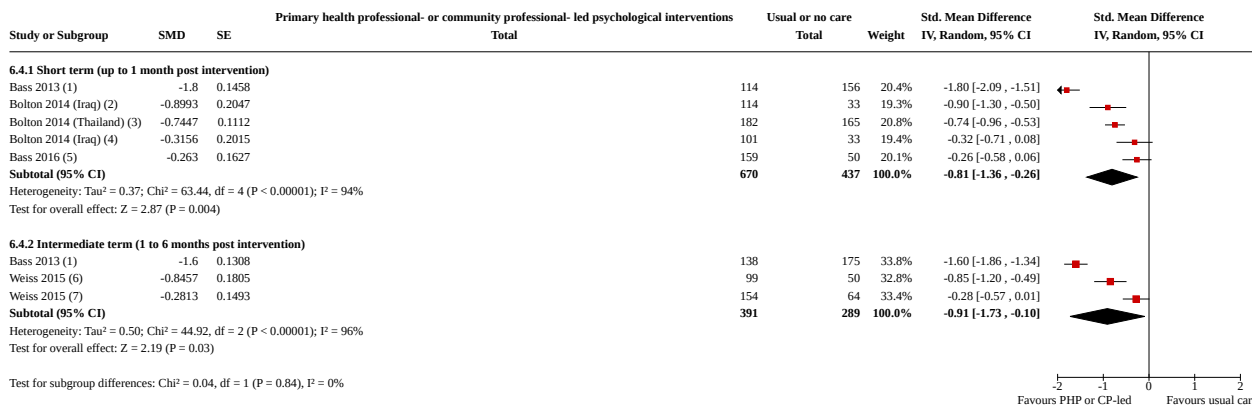 Primary health professional- or community professional- led psychological interventions Usual or no care Std. Mean Difference Std. Mean Difference
Study or Subgroup SMD SE Total Total Weight IV, Random, 95% CI IV, Random, 95% CI
6.4.1 Short term (up to 1 month post intervention)
Bass 2013 (1) -1.8 0.1458 114 156 20.4% -1.80 [-2.09 , -1.51]
Bolton 2014 (Iraq) (2) -0.8993 0.2047 114 33 19.3% -0.90 [-1.30 , -0.50]
Bolton 2014 (Thailand) (3) -0.7447 0.1112 182 165 20.8% -0.74 [-0.96 , -0.53]
Bolton 2014 (Iraq) (4) -0.3156 0.2015 101 33 19.4% -0.32 [-0.71 , 0.08]
Bass 2016 (5) -0.263 0.1627 159 50 20.1% -0.26 [-0.58 , 0.06]
Subtotal (95% CI) 670 437 100.0% -0.81 [-1.36 , -0.26]
Heterogeneity: Tau² = 0.37; Chi² = 63.44, df = 4 (P < 0.00001); I² = 94%
Test for overall effect: Z = 2.87 (P = 0.004)
6.4.2 Intermediate term (1 to 6 months post intervention)
Bass 2013 (1) -1.6 0.1308 138 175 33.8% -1.60 [-1.86 , -1.34]
Weiss 2015 (6) -0.8457 0.1805 99 50 32.8% -0.85 [-1.20 , -0.49]
Weiss 2015 (7) -0.2813 0.1493 154 64 33.4% -0.28 [-0.57 , 0.01]
Subtotal (95% CI) 391 289 100.0% -0.91 [-1.73 , -0.10]
Heterogeneity: Tau² = 0.50; Chi² = 44.92, df = 2 (P < 0.00001); I² = 96%
Test for overall effect: Z = 2.19 (P = 0.03)
Test for subgroup differences: Chi² = 0.04, df = 1 (P = 0.84), I² = 0%
-2 -1 0 1 2
Favours PHP or CP-led Favours usual car